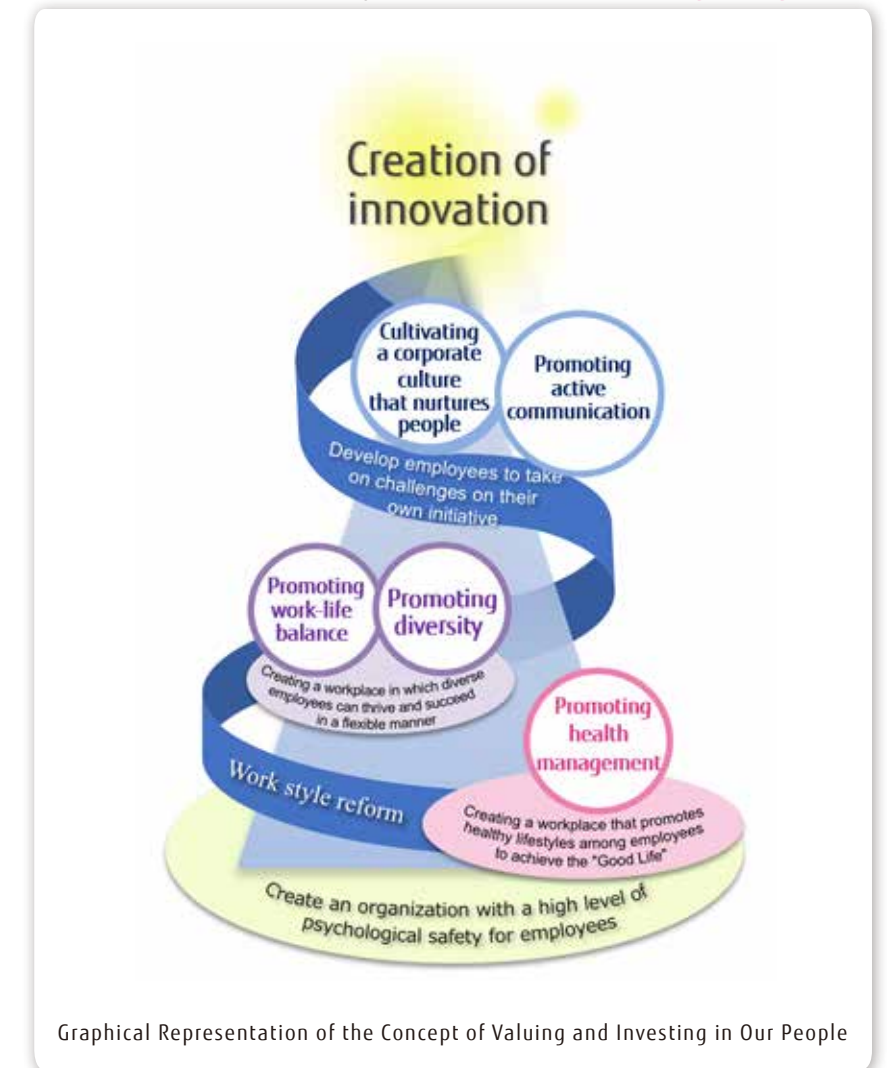 Creation of
innovation
Cultivating
a corporate
culture
that nurtures
people
Promoting
active
communication
Develop employees to take
on challenges on their
own initiative
Promoting
work-life
balance
Promoting
diversity
Creating a workplace in which diverse
employees can thrive and succeed
in a flexible manner
Promoting
health
management
Work style reform
Creating a workplace that promotes
healthy lifestyles among employees
to achieve the "Good Life"
Create an organization with a high level of
psychological safety for employees
Graphical Representation of the Concept of Valuing and Investing in Our People